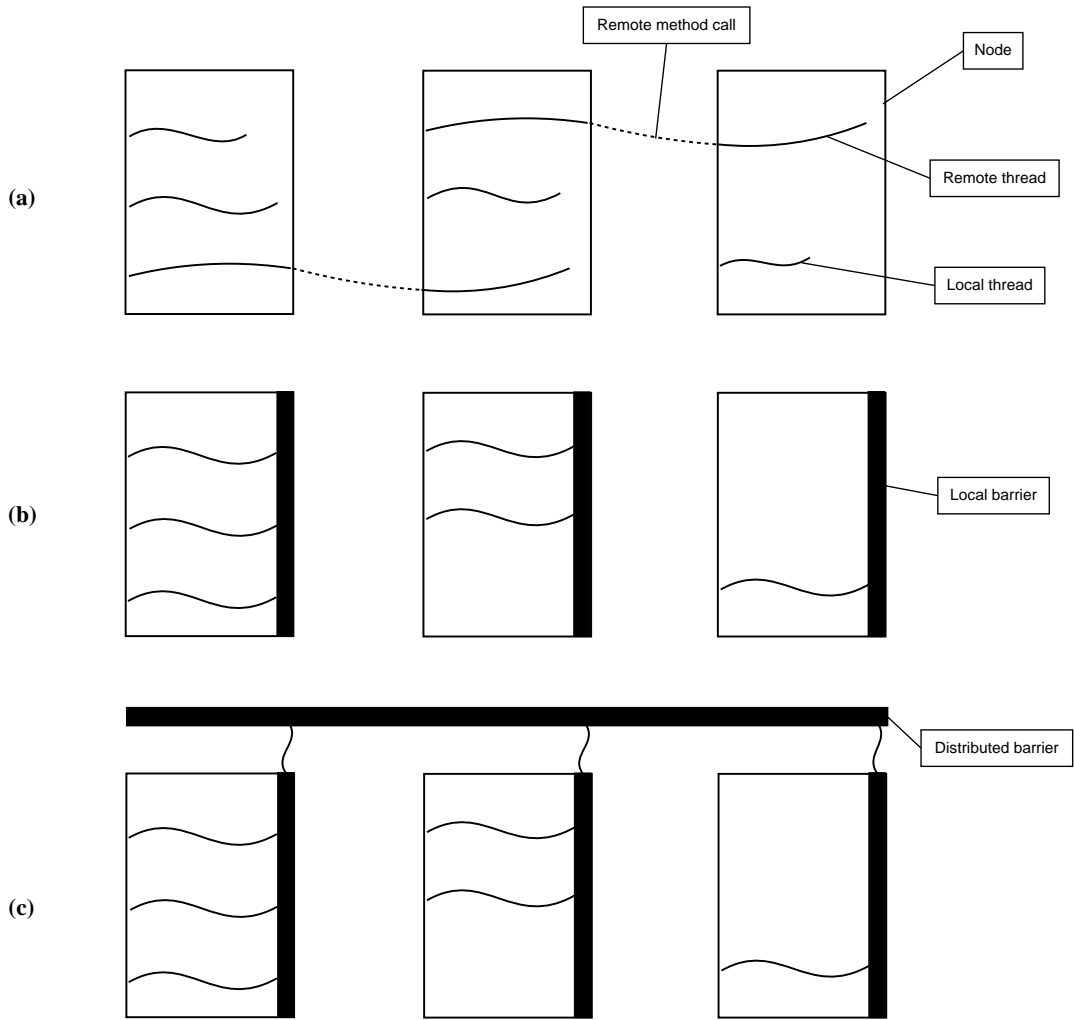 Remote method call
Node
(a)
Remote thread
Local thread
(b)
Local barrier
Distributed barrier
(c)